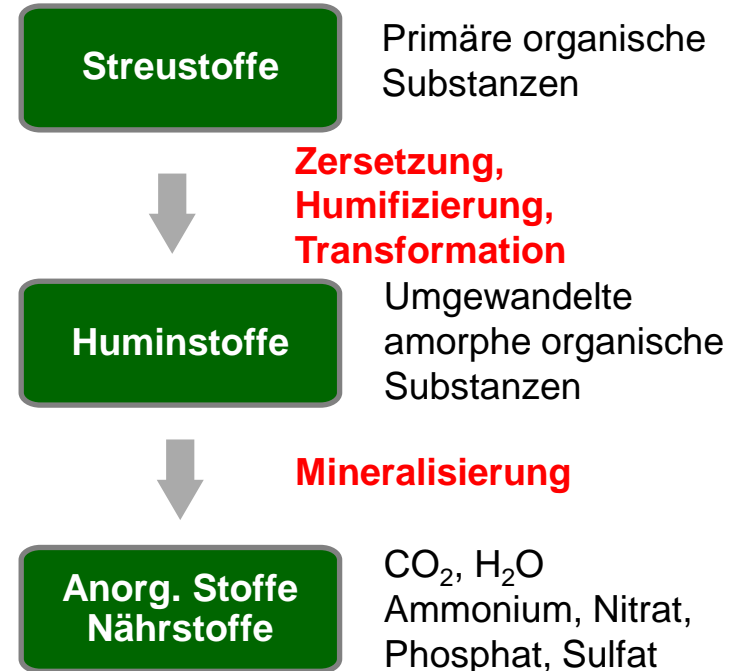 Streustoffe
Primäre organische
Substanzen
Zersetzung,
Humifizierung,
Transformation
Huminstoffe
Umgewandelte
amorphe organische
Substanzen
Mineralisierung
Anorg. Stoffe
Nährstoffe
CO₂, H₂O
Ammonium, Nitrat,
Phosphat, Sulfat